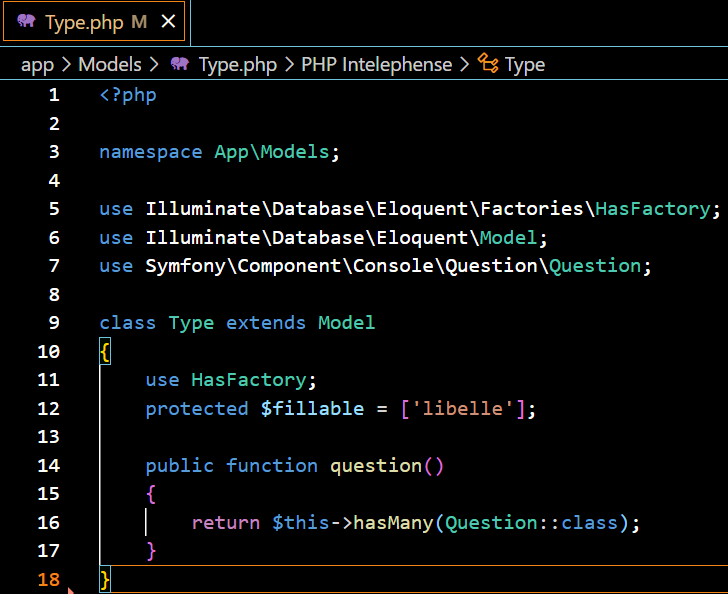 Type.php M ×
app > Models > Type.php > PHP Intelephense > Type
1 <?php
2
3 namespace App\Models;
4
5 use Illuminate\Database\Eloquent\Factories\HasFactory;
6 use Illuminate\Database\Eloquent\Model;
7 use Symfony\Component\Console\Question\Question;
8
9 class Type extends Model
10 {
11     use HasFactory;
12     protected $fillable = ['libelle'];
13
14     public function question()
15     {
16         return $this->hasMany(Question::class);
17     }
18 }